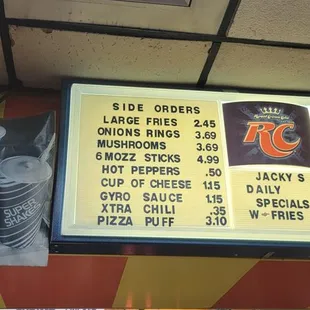 SIDE ORDERS
LARGE FRIES 2.45
ONIONS RINGS 3.69
MUSHROOMS 3.69
6 MOZZ STICKS 4.99
HOT PEPPERS .50
CUP OF CHEESE 1.15
GYRO SAUCE 1.15
XTRA CHILI .35
PIZZA PUFF 3.10
RC
JACKY S
DAILY
SPECIALS
W-FRIES
SUPER
SHAKES